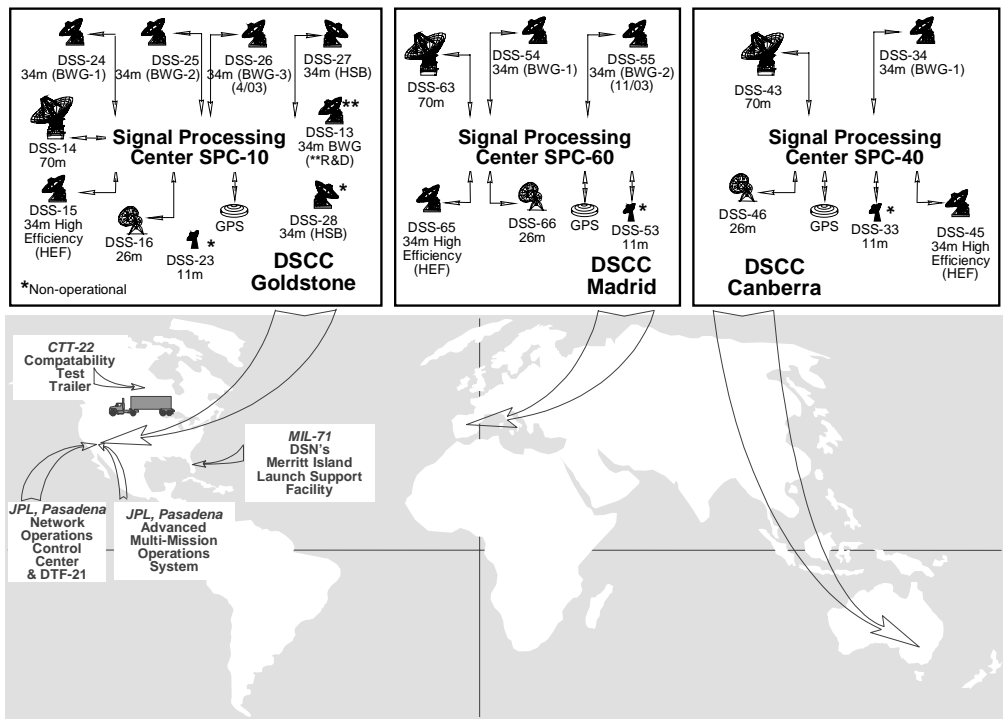 DSS-24
34m (BWG-1)
DSS-25
34m (BWG-2)
DSS-26
34m (BWG-3)
(4/03)
DSS-27
34m (HSB)
DSS-14
70m
Signal Processing
Center SPC-10
**
DSS-13
34m BWG
(**R&D)
DSS-15
34m High
Efficiency
(HEF)
DSS-16
26m
*
DSS-23
11m
GPS
*
DSS-28
34m (HSB)
*Non-operational
DSCC
Goldstone
DSS-63
70m
DSS-54
34m (BWG-1)
DSS-55
34m (BWG-2)
(11/03)
Signal Processing
Center SPC-60
DSS-65
34m High
Efficiency
(HEF)
DSS-66
26m
GPS
*
DSS-53
11m
DSCC
Madrid
DSS-43
70m
DSS-34
34m (BWG-1)
Signal Processing
Center SPC-40
DSS-46
26m
GPS
*
DSS-33
11m
DSS-45
34m High
Efficiency
(HEF)
DSCC
Canberra
CTT-22
Compatability
Test
Trailer
MIL-71
DSN's
Merritt Island
Launch Support
Facility
JPL, Pasadena
Network
Operations
Control
Center
& DTF-21
JPL, Pasadena
Advanced
Multi-Mission
Operations
System